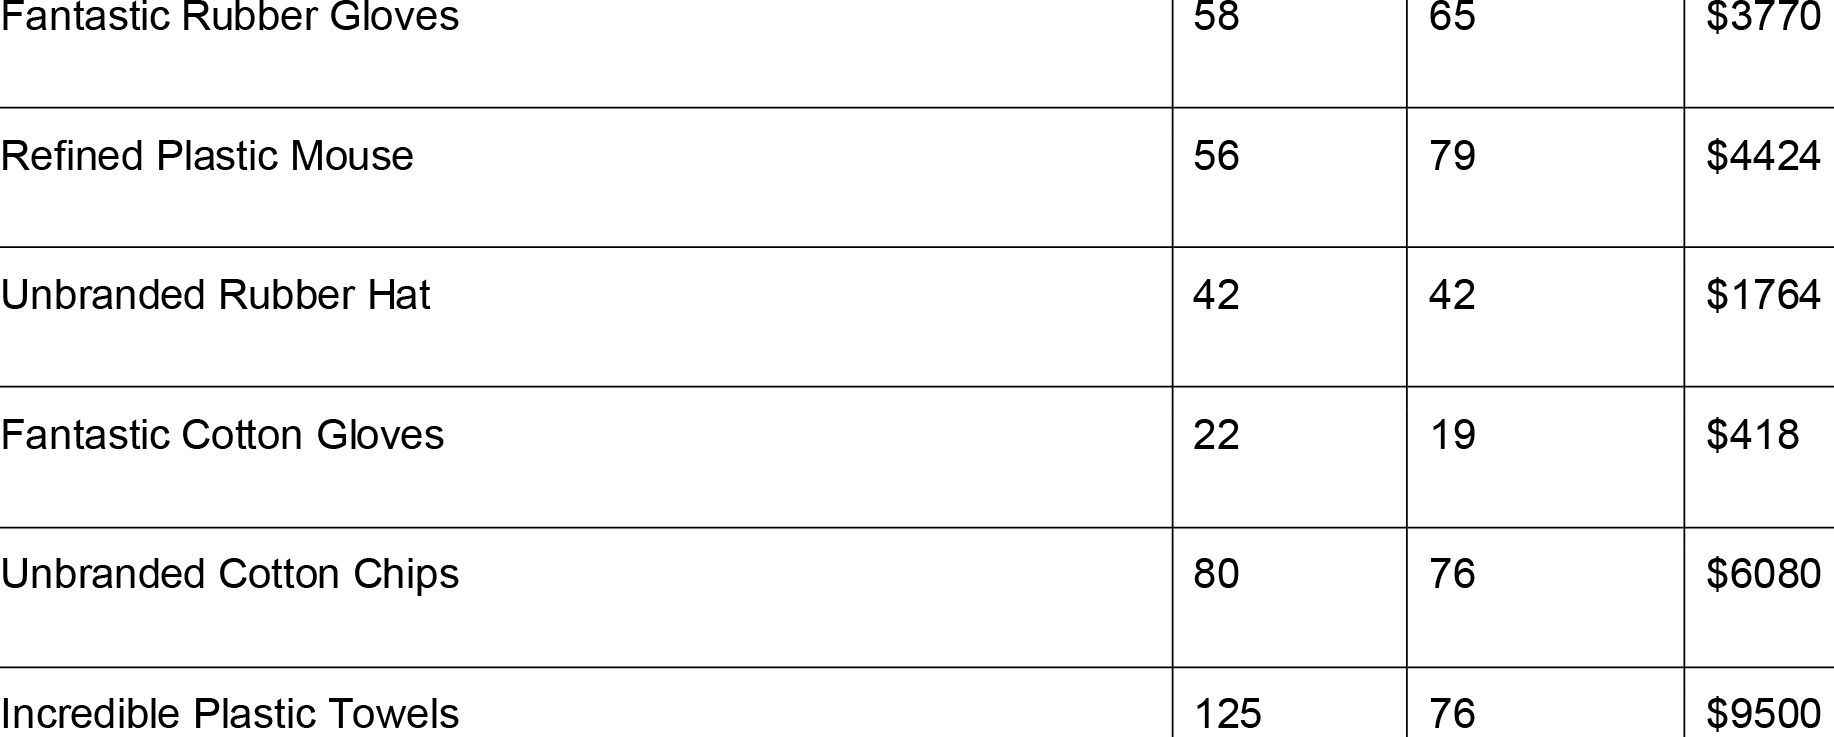 Fantastic Rubber Gloves 58 65 $3770
Refined Plastic Mouse 56 79 $4424
Unbranded Rubber Hat 42 42 $1764
Fantastic Cotton Gloves 22 19 $418
Unbranded Cotton Chips 80 76 $6080
Incredible Plastic Towels 125 76 $9500